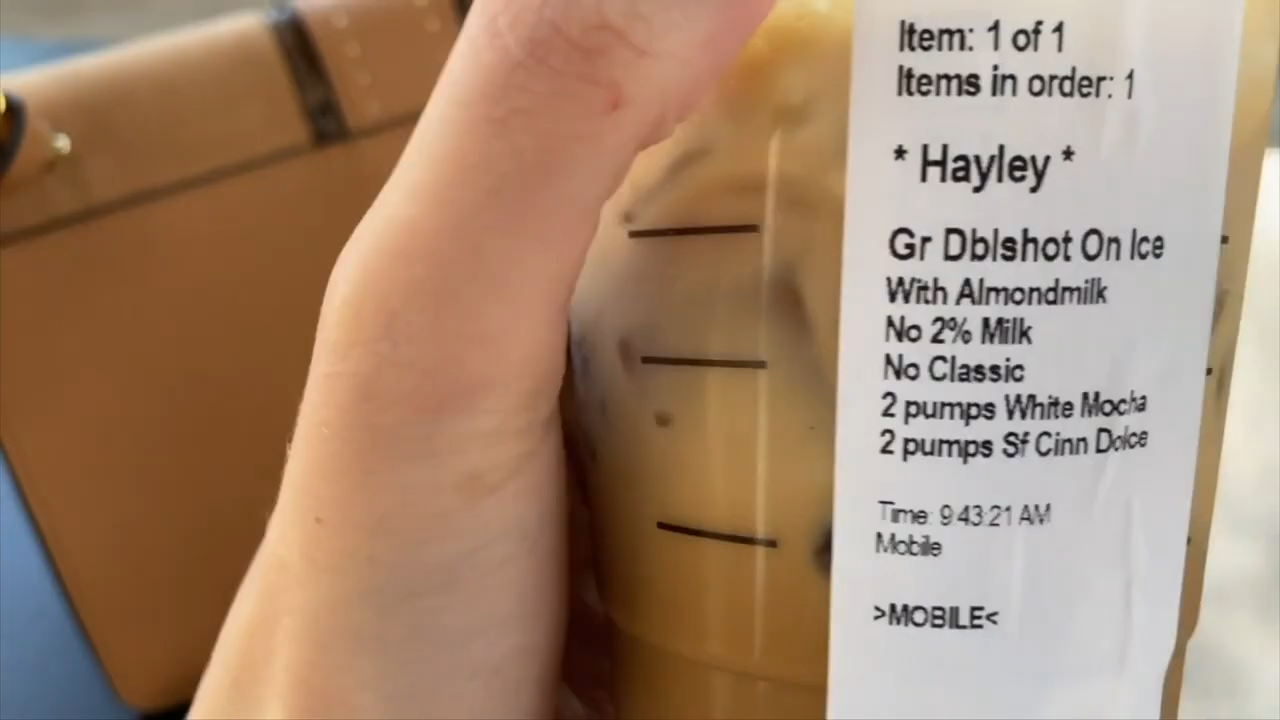 Item: 1 of 1
Items in order: 1
* Hayley *
Gr Dblshot On Ice
With Almondmilk
No 2% Milk
No Classic
2 pumps White Mocha
2 pumps Sf Cinn Dolce
Time: 9:43:21 AM
Mobile
>MOBILE<